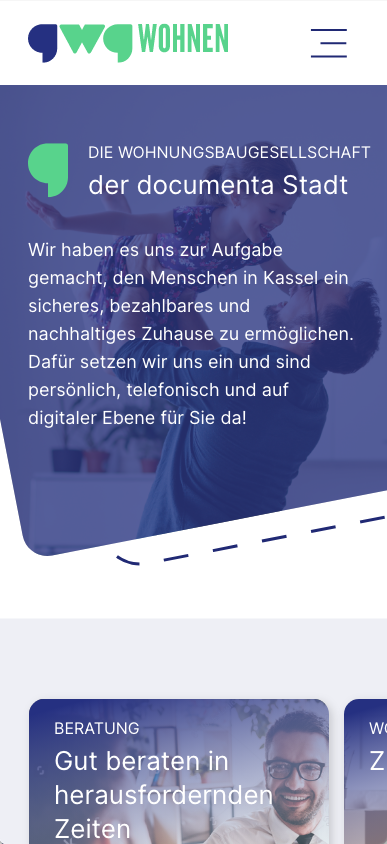 gwg WOHNEN
DIE WOHNUNGSBAUGESELLSCHAFT
der documenta Stadt
Wir haben es uns zur Aufgabe
gemacht, den Menschen in Kassel ein
sicheres, bezahlbares und
nachhaltiges Zuhause zu ermöglichen.
Dafür setzen wir uns ein und sind
persönlich, telefonisch und auf
digitaler Ebene für Sie da!
BERATUNG
Gut beraten in
herausfordernden
Zeiten